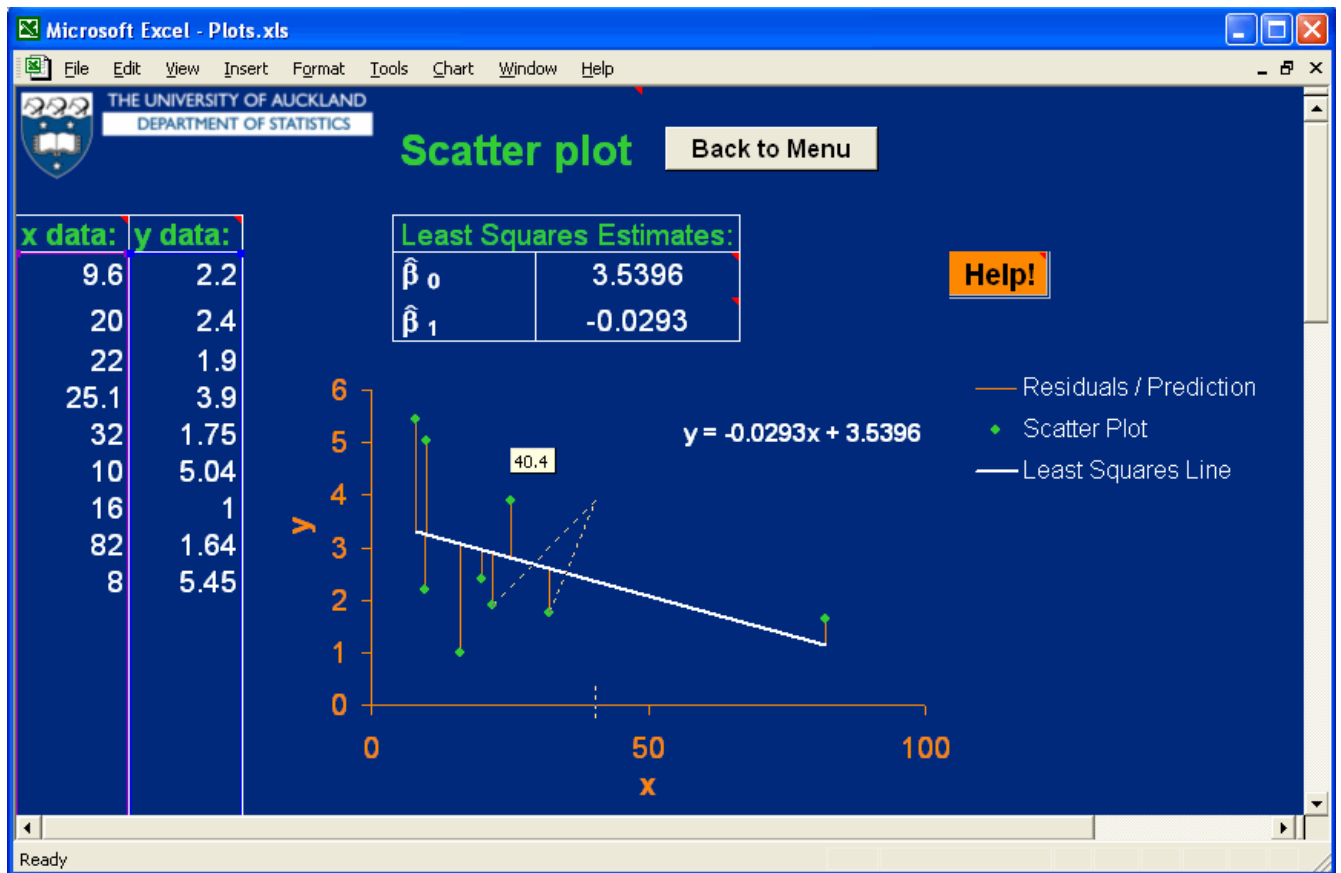 Microsoft Excel - Plots.xls
File Edit View Insert Format Tools Chart Window Help
THE UNIVERSITY OF AUCKLAND
DEPARTMENT OF STATISTICS
Scatter plot
Back to Menu
x data: y data:
9.6 2.2
20 2.4
22 1.9
25.1 3.9
32 1.75
10 5.04
16 1
82 1.64
8 5.45
Least Squares Estimates:
β̂ 0 3.5396
β̂ 1 -0.0293
Help!
6
5
4
3
2
1
0
y
40.4
y = -0.0293x + 3.5396
0 50 100
x
Residuals / Prediction
Scatter Plot
Least Squares Line
Ready